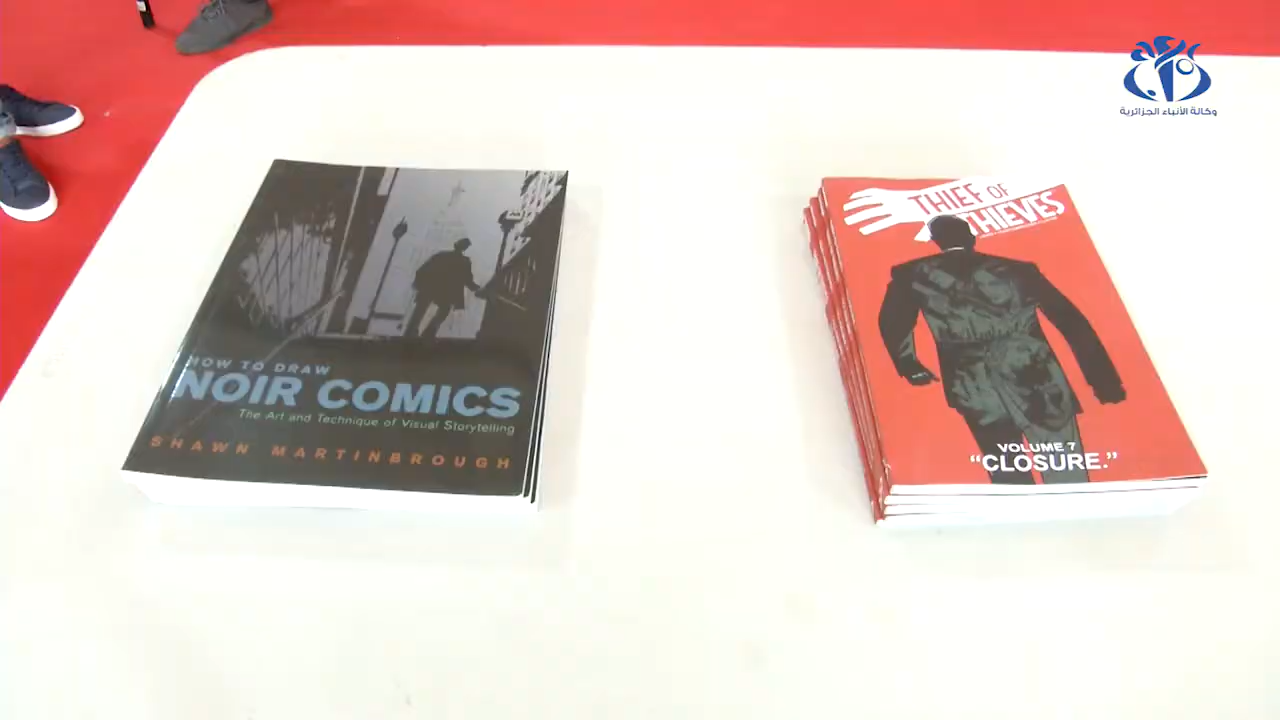 وكالة الأنباء الجزائرية
HOW TO DRAW
NOIR COMICS
The Art and Technique of Visual Storytelling
SHAWN MARTINBROUGH
THIEF OF
THIEVES
VOLUME 7
“CLOSURE.”